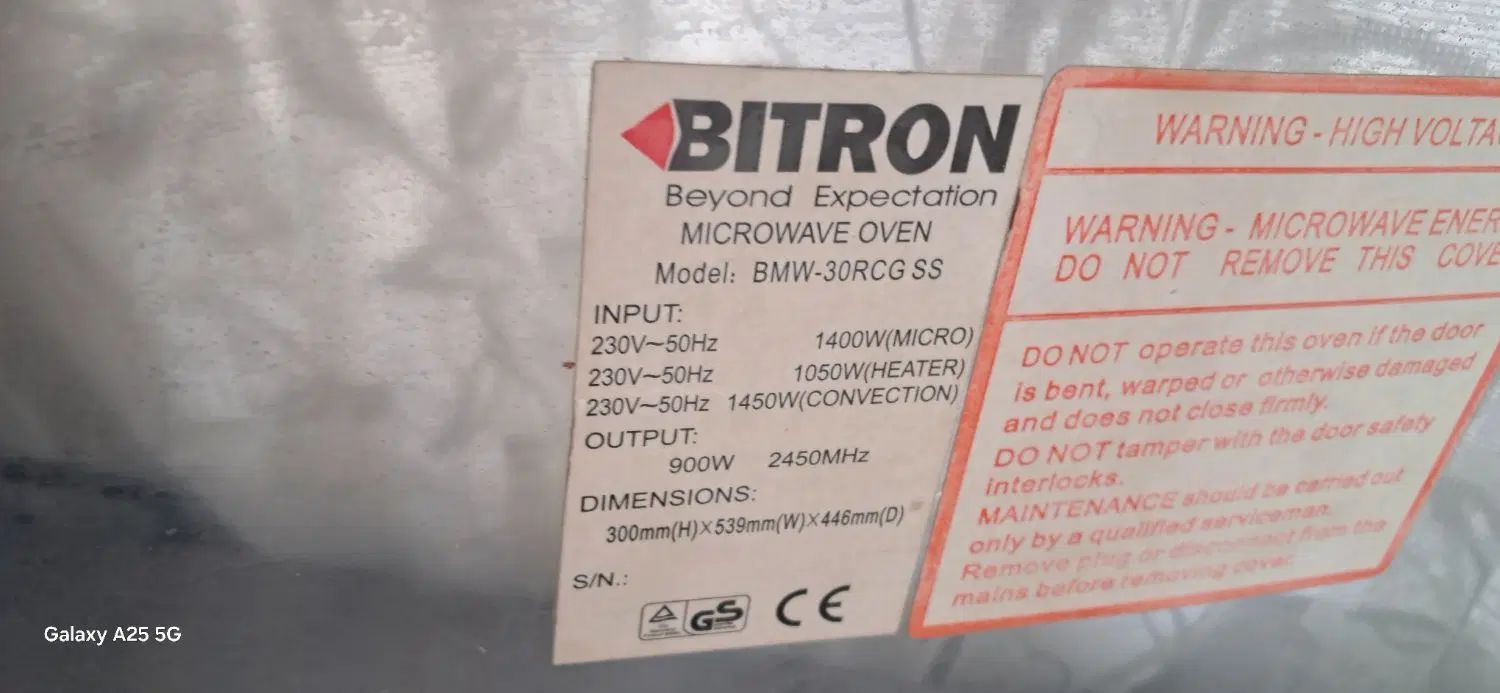 BITRON
Beyond Expectation
MICROWAVE OVEN
Model: BMW-30RCG SS
INPUT:
230V~50Hz 1400W(MICRO)
230V~50Hz 1050W(HEATER)
230V~50Hz 1450W(CONVECTION)
OUTPUT:
900W 2450MHz
DIMENSIONS:
300mm(H)×539mm(W)×446mm(D)
S/N.:
GS CE
WARNING - HIGH VOLTA
WARNING - MICROWAVE ENER
DO NOT REMOVE THIS COVE
DO NOT operate this oven if the door
is bent, warped or otherwise damaged
and does not close firmly.
DO NOT tamper with the door safety
interlocks.
MAINTENANCE should be carried out
only by a qualified serviceman.
Remove plug or disconnect from the
mains before removing cover.
Galaxy A25 5G